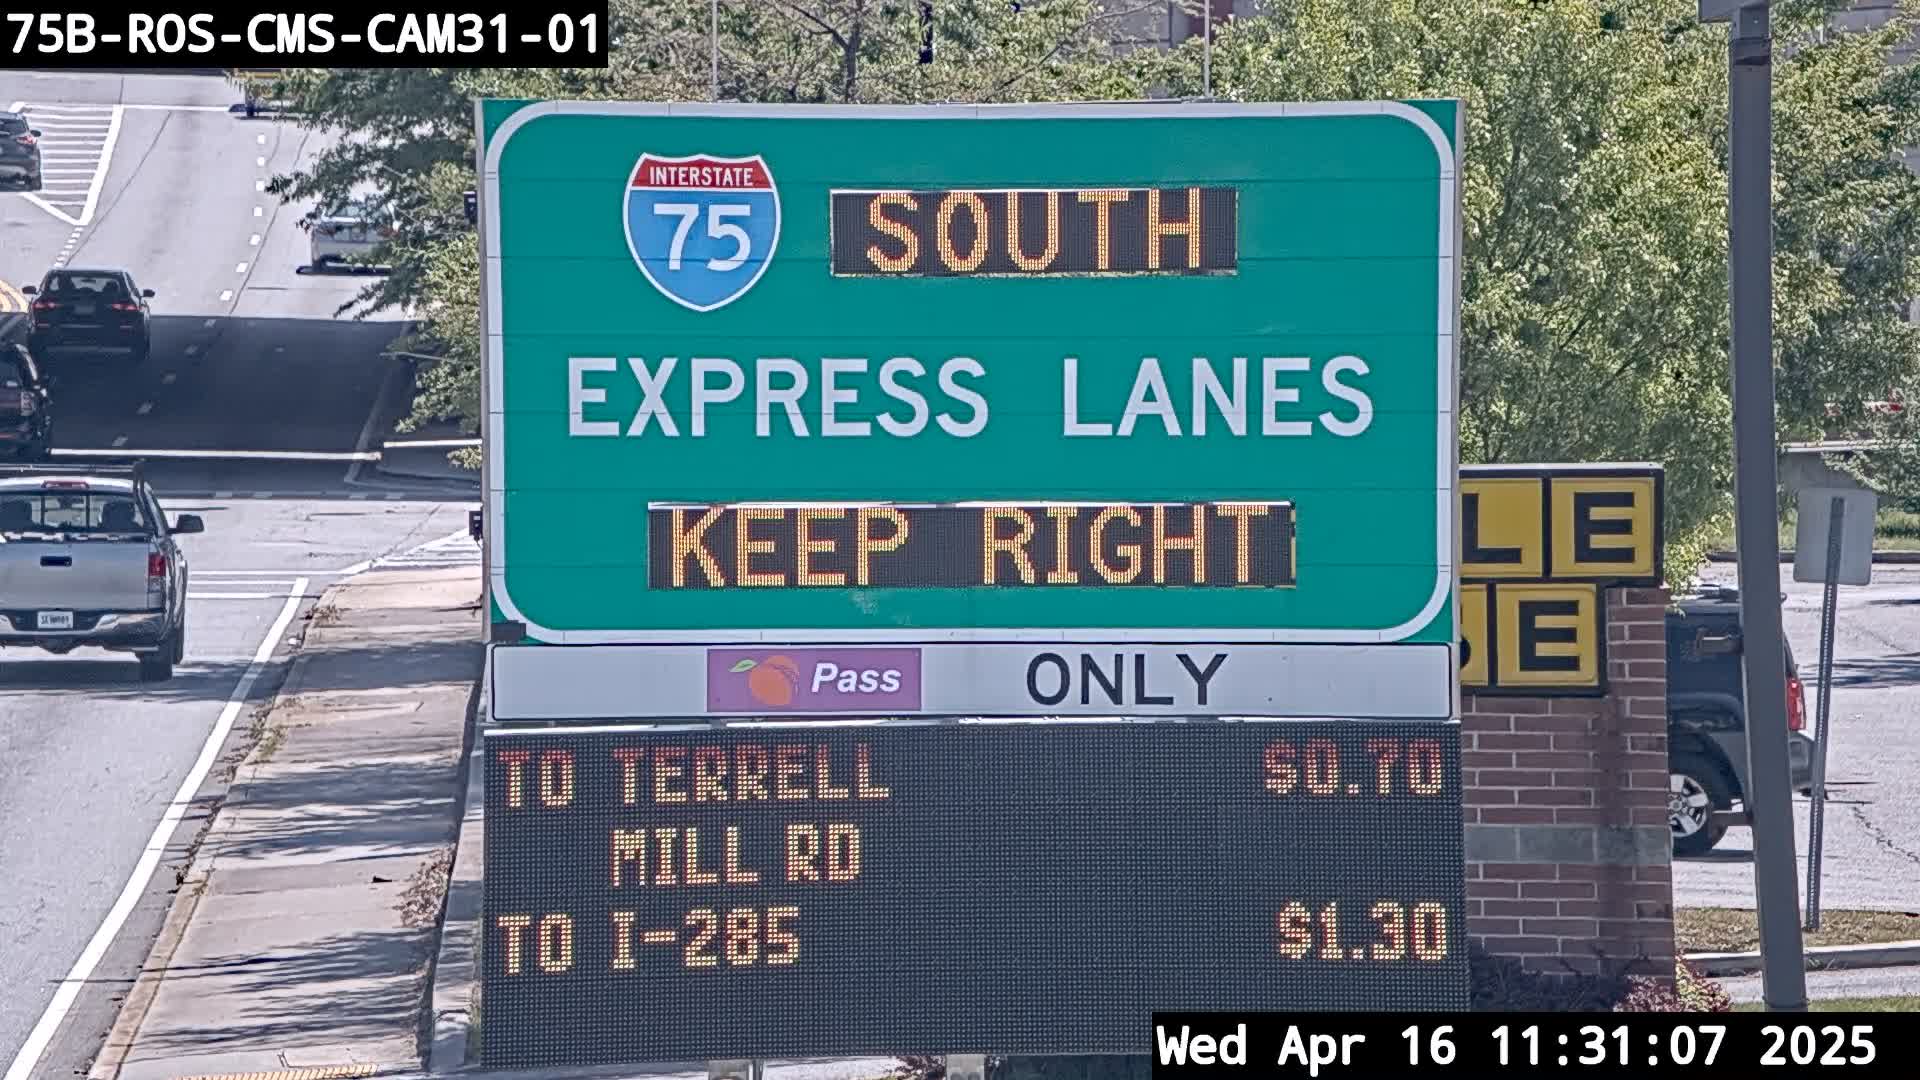 75B-ROS-CMS-CAM31-01
INTERSTATE
75
SOUTH
EXPRESS LANES
KEEP RIGHT
Pass ONLY
TO TERRELL $0.70
MILL RD
TO I-285 $1.30
LE
E
Wed Apr 16 11:31:07 2025